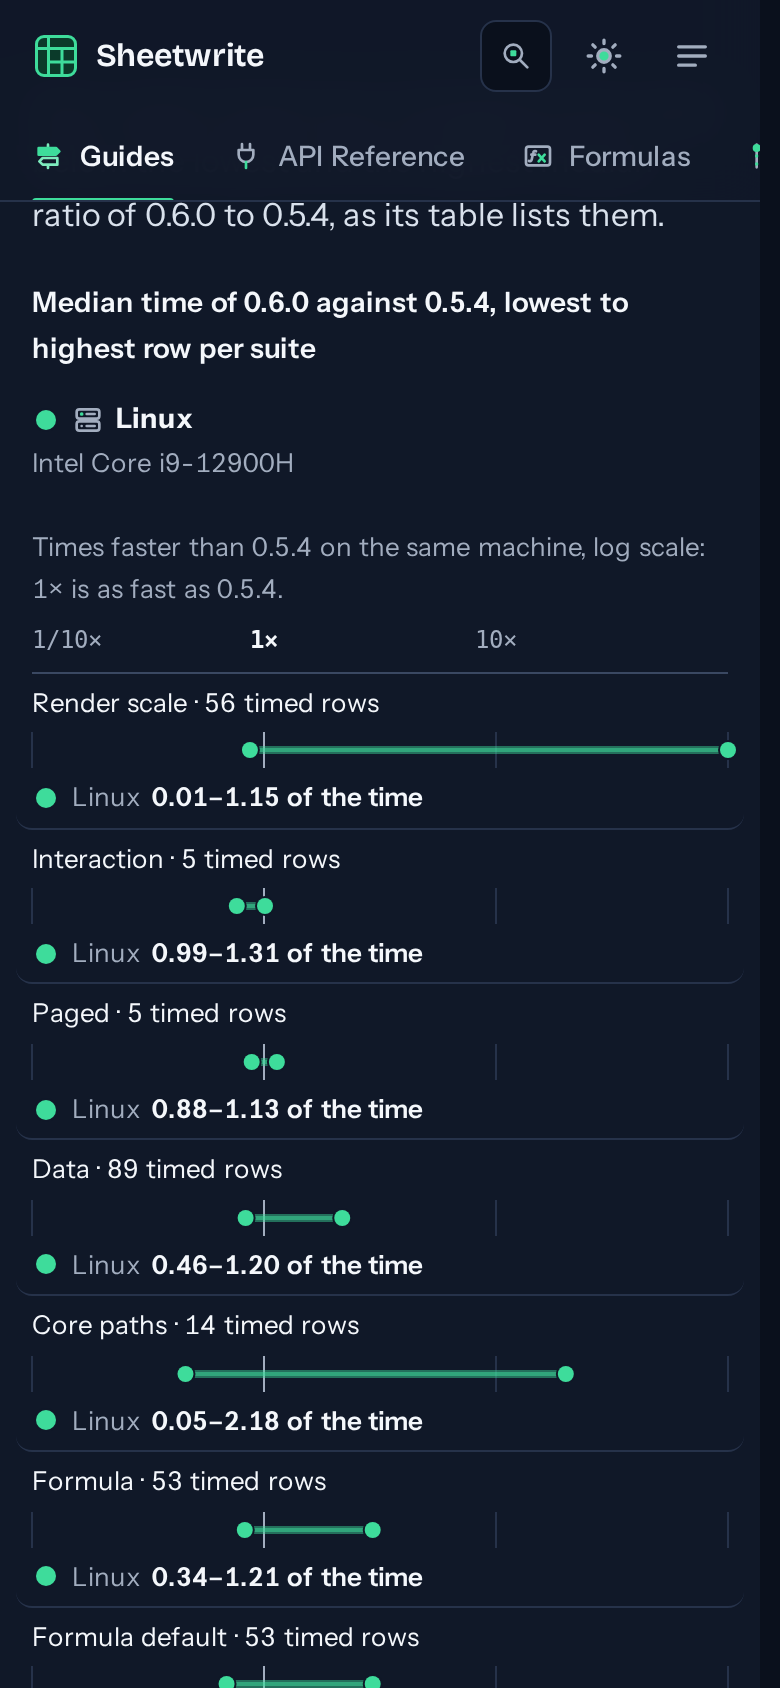 Sheetwrite
Guides
API Reference
Formulas
ratio of 0.6.0 to 0.5.4, as its table lists them.
Median time of 0.6.0 against 0.5.4, lowest to
highest row per suite
Linux
Intel Core i9-12900H
Times faster than 0.5.4 on the same machine, log scale:
1× is as fast as 0.5.4.
1/10× 1× 10×
Render scale · 56 timed rows
Linux 0.01–1.15 of the time
Interaction · 5 timed rows
Linux 0.99–1.31 of the time
Paged · 5 timed rows
Linux 0.88–1.13 of the time
Data · 89 timed rows
Linux 0.46–1.20 of the time
Core paths · 14 timed rows
Linux 0.05–2.18 of the time
Formula · 53 timed rows
Linux 0.34–1.21 of the time
Formula default · 53 timed rows